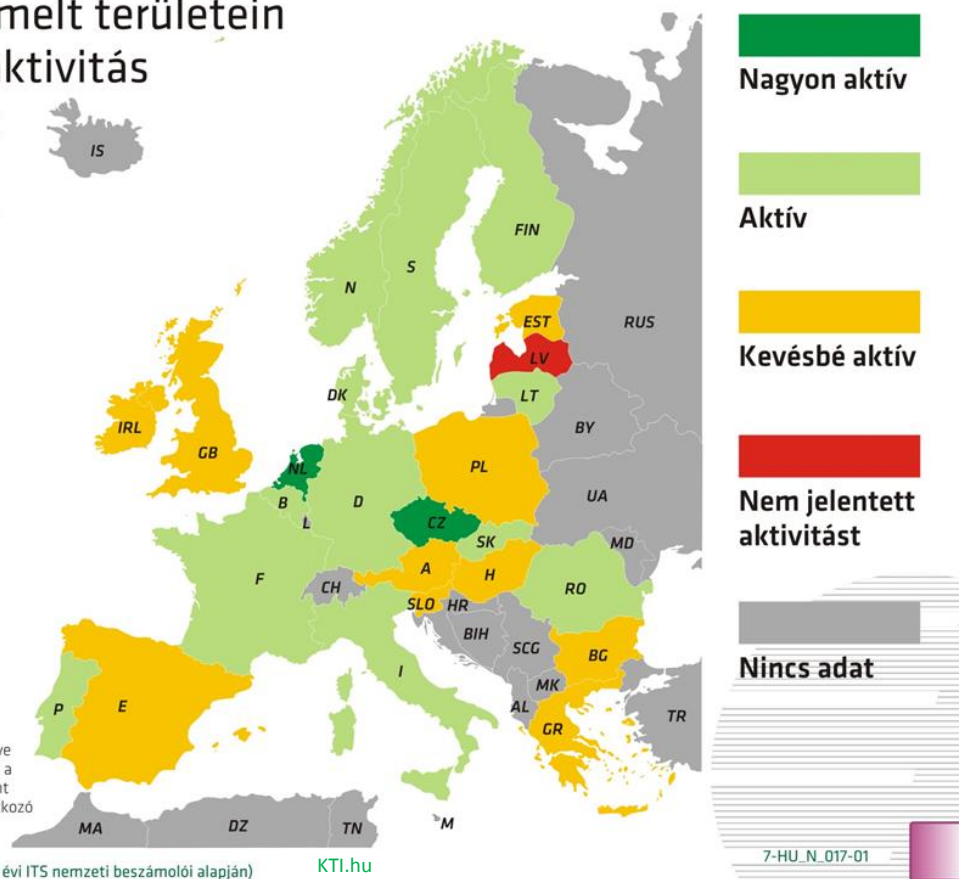 melt területein
aktivitás
Nagyon aktív
Aktív
Kevésbé aktív
Nem jelentett
aktivitást
Nincs adat
IS
FIN
S
N
EST
RUS
LV
DK
LT
IRL
GB
BY
NL
PL
B
D
UA
L
CZ
SK
MD
F
CH
A
H
RO
SLO
HR
BIH
SCG
BG
I
MK
P
E
AL
GR
TR
a
MA
DZ
TN
M
évi ITS nemzeti beszámolói alapján)
KTI.hu
7-HU_N_017-01